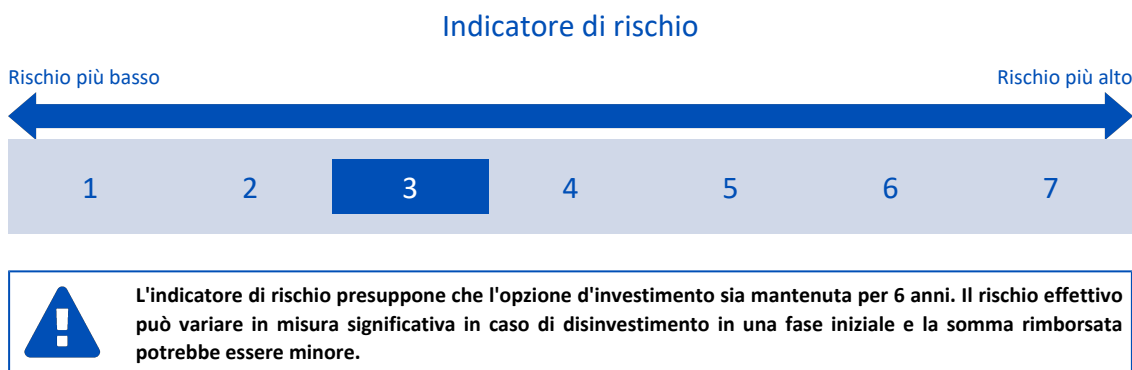 Indicatore di rischio
Rischio più basso
Rischio più alto
1 2 3 4 5 6 7
L'indicatore di rischio presuppone che l'opzione d'investimento sia mantenuta per 6 anni. Il rischio effettivo
può variare in misura significativa in caso di disinvestimento in una fase iniziale e la somma rimborsata
potrebbe essere minore.